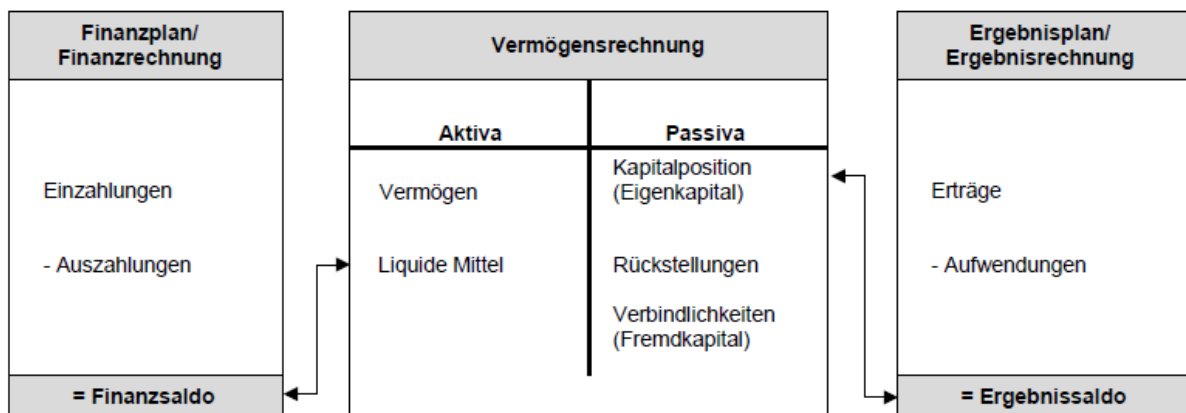 Finanzplan/
Finanzrechnung
Einzahlungen
- Auszahlungen
= Finanzsaldo
Vermögensrechnung
Aktiva
Passiva
Vermögen
Liquide Mittel
Kapitalposition
(Eigenkapital)
Rückstellungen
Verbindlichkeiten
(Fremdkapital)
Ergebnisplan/
Ergebnisrechnung
Erträge
- Aufwendungen
= Ergebnissaldo